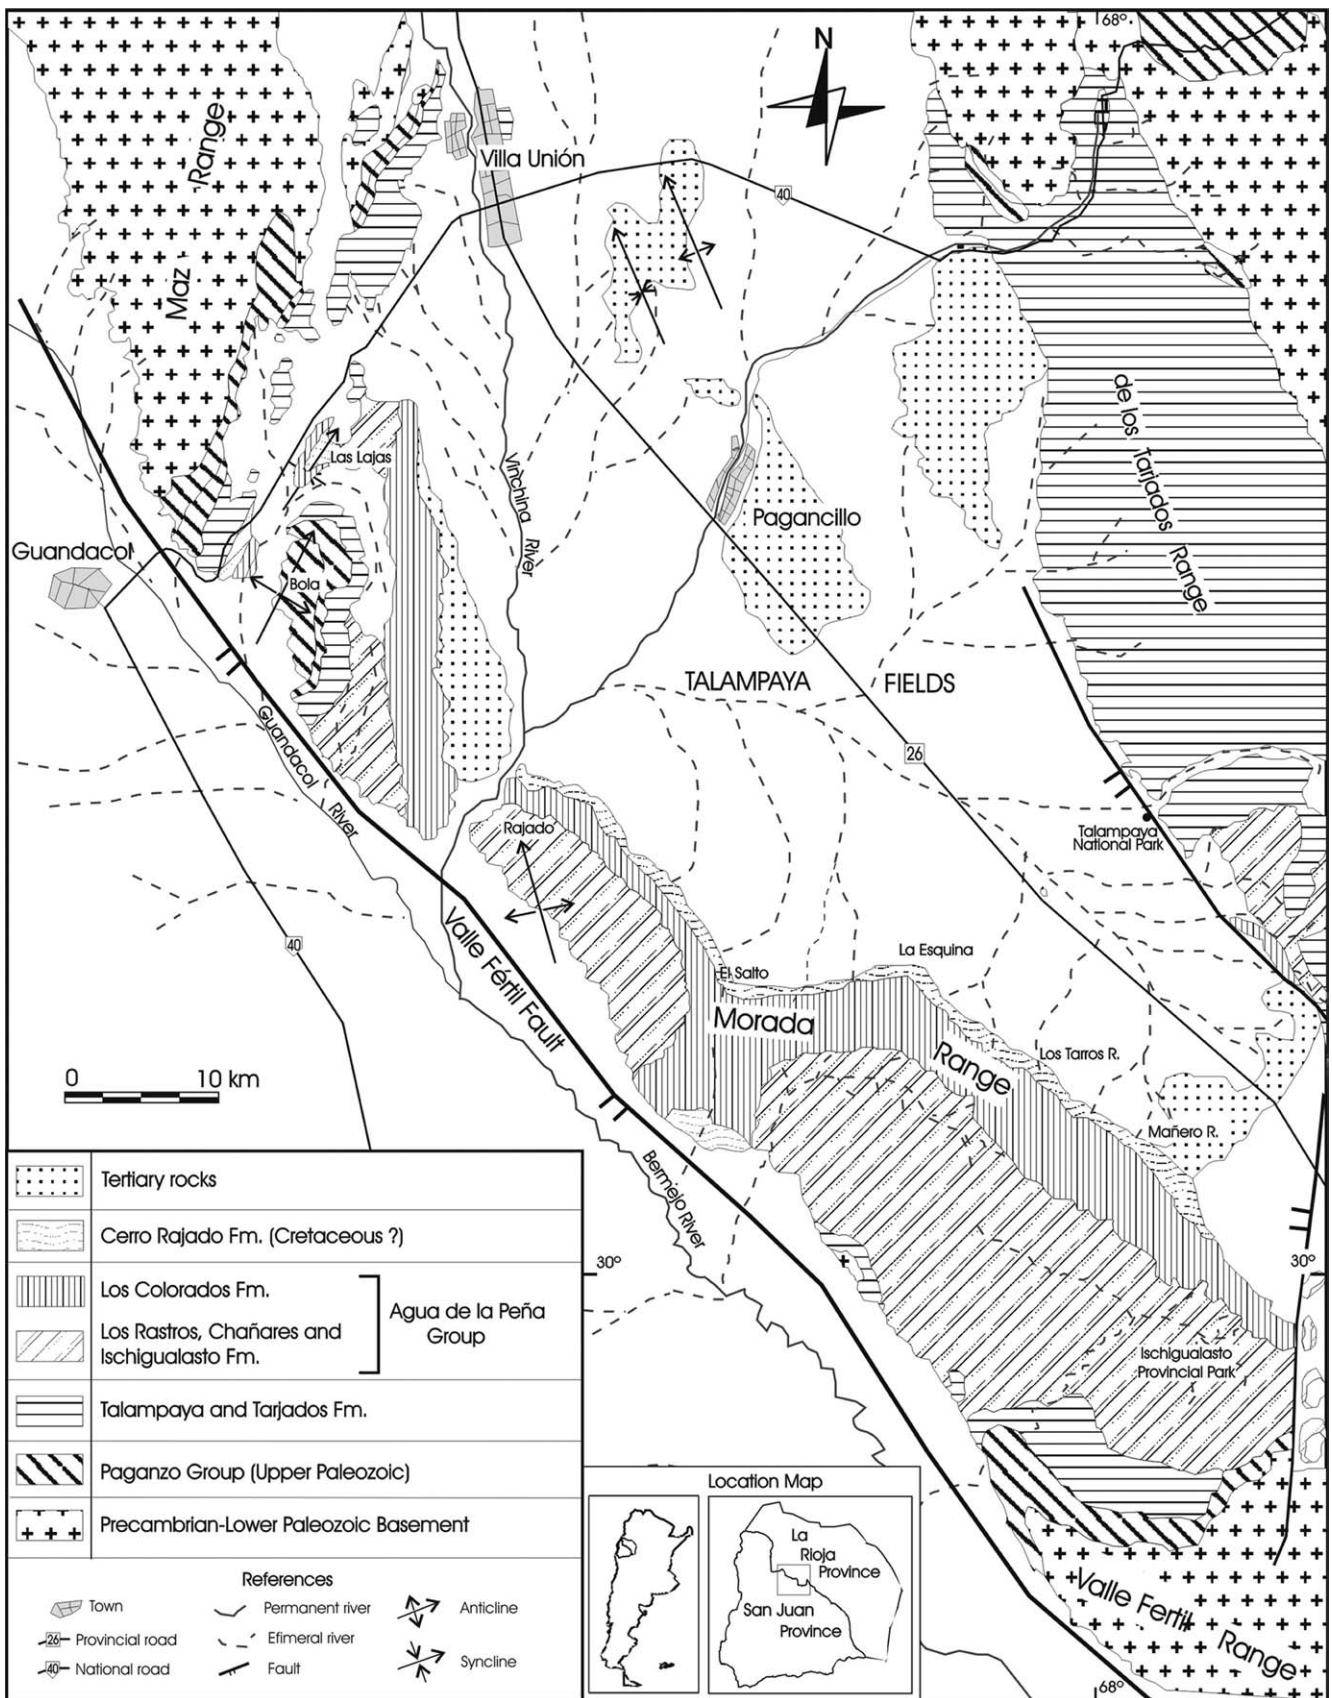 68°
N
Maz - Range
Villa Unión
40
Las Lajas
Vinchina River
Pagancillo
de los Tarjados Range
Guandacol
Bola
TALAMPAYA FIELDS
26
Guandacol River
Rajado
Talampaya
National Park
40
Valle Fértil Fault
El Salto
La Esquina
Morada Range
Los Tarros R.
0 10 km
Mañero R.
Bermejo River
30°
30°
Ischigualasto
Provincial Park
Valle Fertil Range
68°
Tertiary rocks
Cerro Rajado Fm. (Cretaceous ?)
Los Colorados Fm.
Los Rastros, Chañares and
Ischigualasto Fm.
Agua de la Peña
Group
Talampaya and Tarjados Fm.
Paganzo Group (Upper Paleozoic)
Precambrian-Lower Paleozoic Basement
References
Town
26 Provincial road
40 National road
Permanent river
Efimeral river
Fault
Anticline
Syncline
Location Map
La
Rioja
Province
San Juan
Province